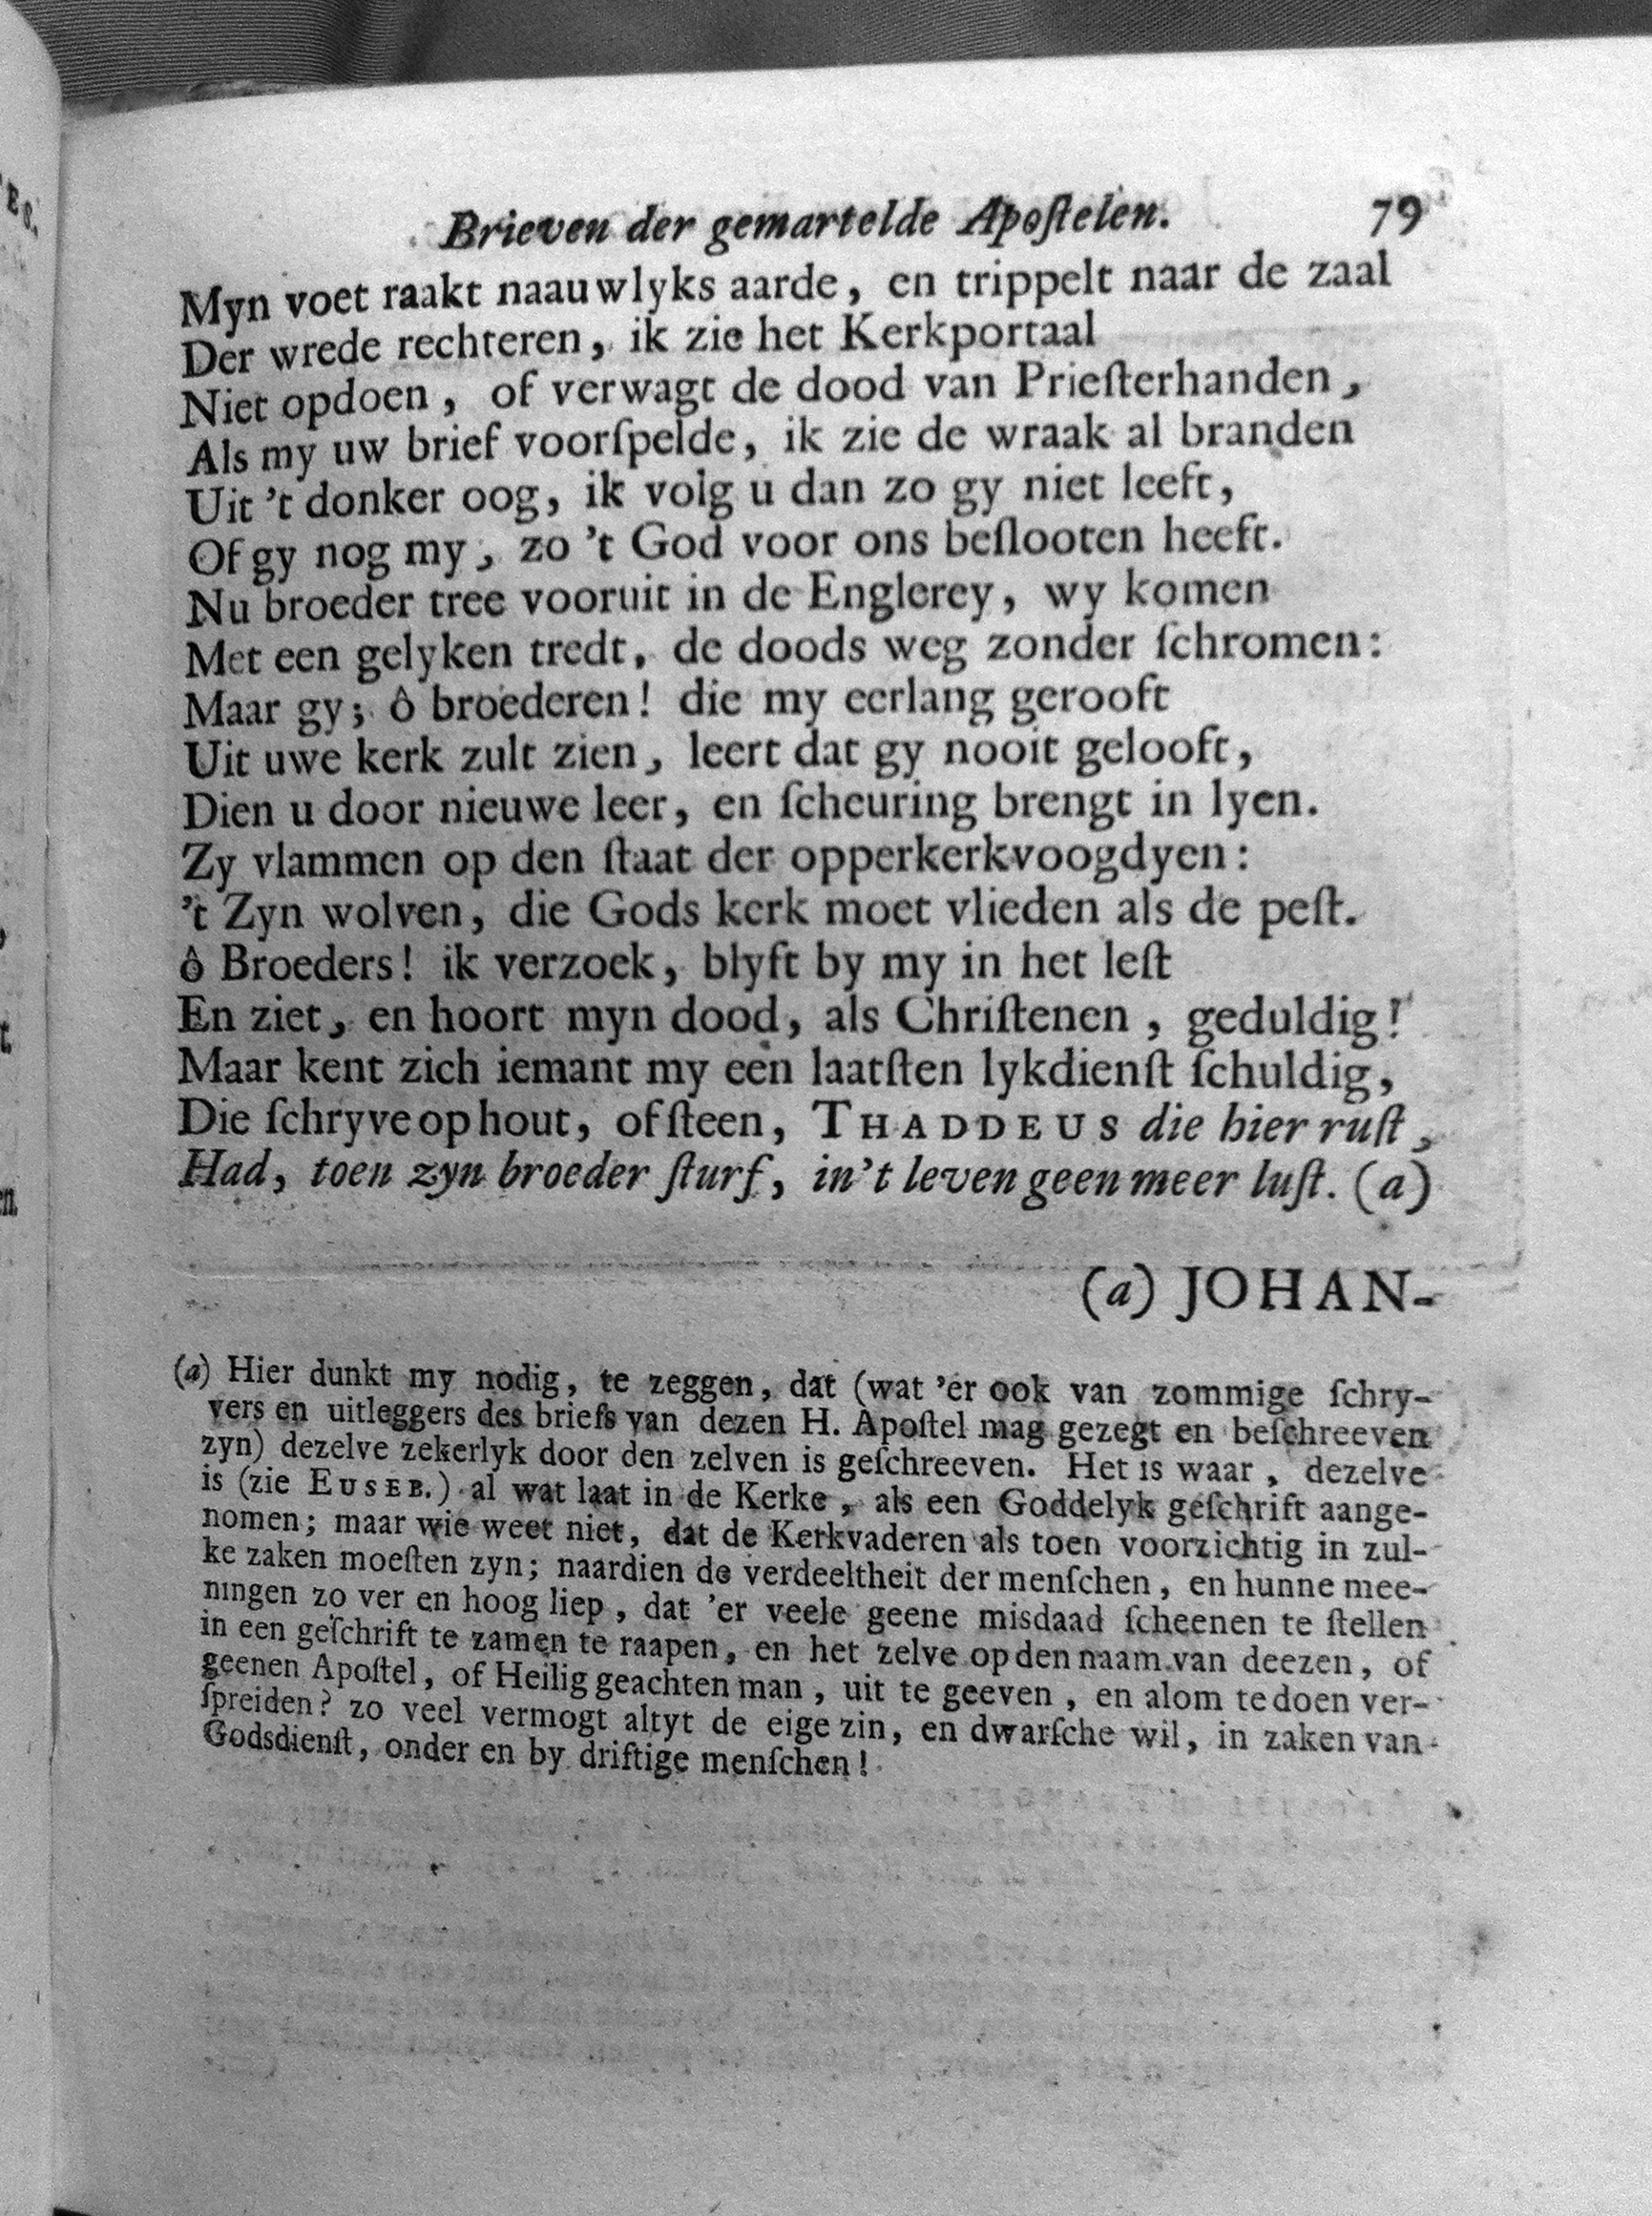 Brieven der gemartelde Apoſtelen. 79
Myn voet raakt naauwlyks aarde, en trippelt naar de zaal
Der wrede rechteren, ik zie het Kerkportaal
Niet opdoen, of verwagt de dood van Prieſterhanden,
Als my uw brief voorſpelde, ik zie de wraak al branden
Uit 't donker oog, ik volg u dan zo gy niet leeft,
Of gy nog my, zo 't God voor ons beſlooten heeft.
Nu broeder tree vooruit in de Englerey, wy komen
Met een gelyken tredt, de doods weg zonder ſchromen:
Maar gy; ô broederen! die my eerlang gerooft
Uit uwe kerk zult zien, leert dat gy nooit gelooft,
Dien u door nieuwe leer, en ſcheuring brengt in lyen.
Zy vlammen op den ſtaat der opperkerkvoogdyen:
't Zyn wolven, die Gods kerk moet vlieden als de peſt.
ô Broeders! ik verzoek, blyft by my in het leſt
En ziet, en hoort myn dood, als Chriſtenen, geduldig!
Maar kent zich iemant my een laatſten lykdienſt ſchuldig,
Die ſchryve op hout, of ſteen, THADDEUS die hier ruſt,
Had, toen zyn broeder ſturf, in't leven geen meer luſt. (a)
(a) JOHAN-
(a) Hier dunkt my nodig, te zeggen, dat (wat 'er ook van zommige ſchry-
vers en uitleggers des briefs van dezen H. Apoſtel mag gezegt en beſchreeven
zyn) dezelve zekerlyk door den zelven is geſchreeven. Het is waar, dezelve
is (zie EUSEB.) al wat laat in de Kerke, als een Goddelyk geſchrift aange-
nomen; maar wie weet niet, dat de Kerkvaderen als toen voorzichtig in zul-
ke zaken moeſten zyn; naardien de verdeeltheit der menſchen, en hunne mee-
ningen zo ver en hoog liep, dat 'er veele geene misdaad ſcheenen te ſtellen
in een geſchrift te zamen te raapen, en het zelve op den naam van deezen, of
geenen Apoſtel, of Heilig geachten man, uit te geeven, en alom te doen ver-
ſpreiden? zo veel vermogt altyt de eige zin, en dwarſche wil, in zaken van
Godsdienſt, onder en by driftige menſchen!